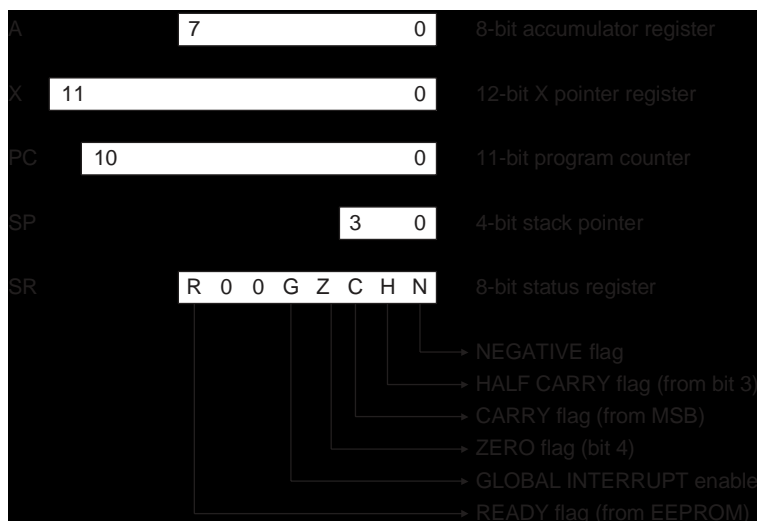 A 7 0 8-bit accumulator register
X 11 0 12-bit X pointer register
PC 10 0 11-bit program counter
SP 3 0 4-bit stack pointer
SR R 0 0 G Z C H N 8-bit status register
NEGATIVE flag
HALF CARRY flag (from bit 3)
CARRY flag (from MSB)
ZERO flag (bit 4)
GLOBAL INTERRUPT enable
READY flag (from EEPROM)